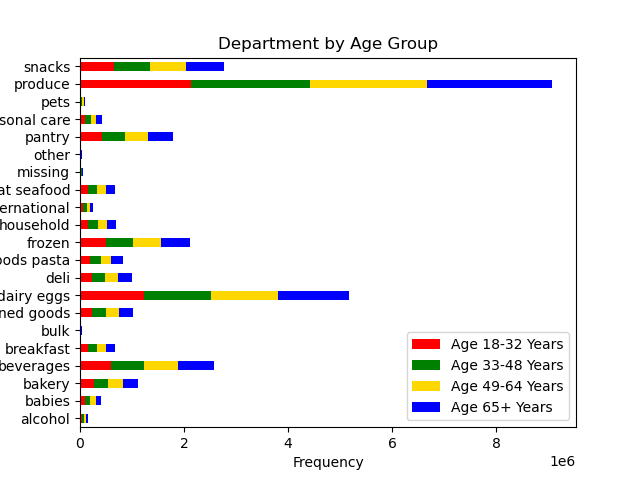 Department by Age Group
snacks
produce
pets
sonal care
pantry
other
missing
at seafood
ernational
household
frozen
oods pasta
deli
dairy eggs
ned goods
bulk
breakfast
beverages
bakery
babies
alcohol
Age 18-32 Years
Age 33-48 Years
Age 49-64 Years
Age 65+ Years
0 2 4 6 8
1e6
Frequency